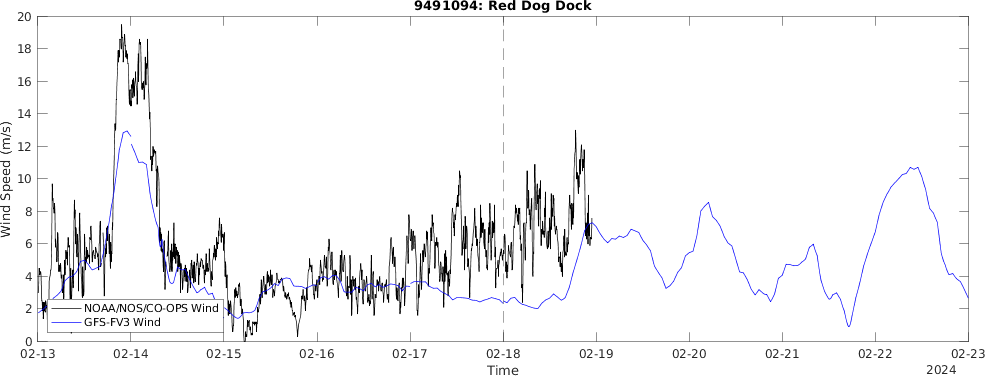 9491094: Red Dog Dock
Wind Speed (m/s)
20
18
16
14
12
10
8
6
4
2
0
NOAA/NOS/CO-OPS Wind
GFS-FV3 Wind
02-13 02-14 02-15 02-16 02-17 02-18 02-19 02-20 02-21 02-22 02-23
Time
2024